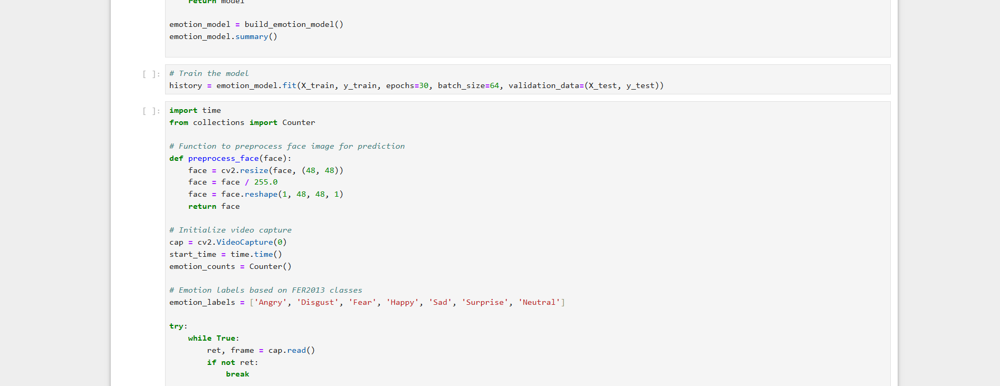 return model
emotion_model = build_emotion_model()
emotion_model.summary()
[ ]:
# Train the model
history = emotion_model.fit(X_train, y_train, epochs=30, batch_size=64, validation_data=(X_test, y_test))
[ ]:
import time
from collections import Counter
# Function to preprocess face image for prediction
def preprocess_face(face):
    face = cv2.resize(face, (48, 48))
    face = face / 255.0
    face = face.reshape(1, 48, 48, 1)
    return face
# Initialize video capture
cap = cv2.VideoCapture(0)
start_time = time.time()
emotion_counts = Counter()
# Emotion labels based on FER2013 classes
emotion_labels = ['Angry', 'Disgust', 'Fear', 'Happy', 'Sad', 'Surprise', 'Neutral']
try:
    while True:
        ret, frame = cap.read()
        if not ret:
            break